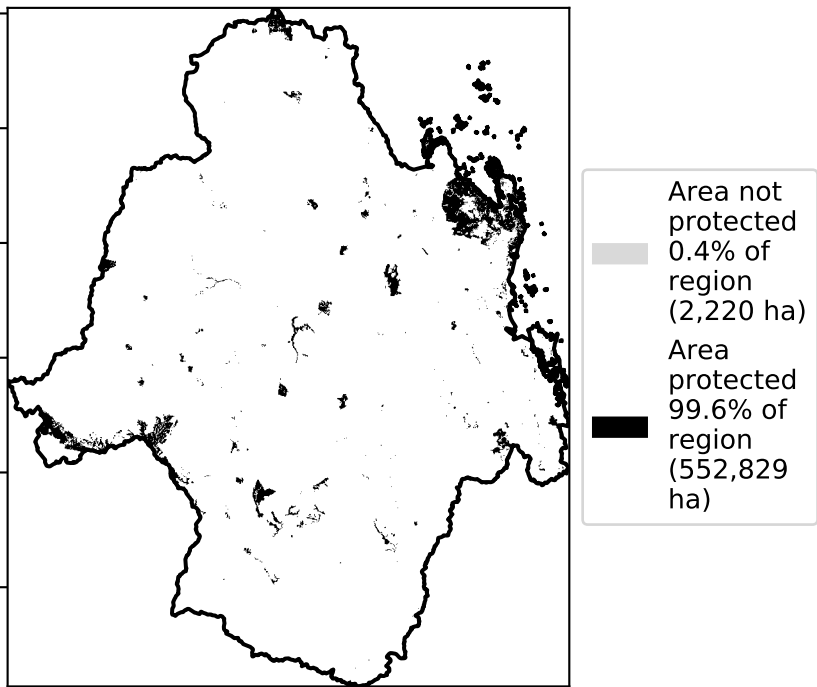 Area not
protected
0.4% of
region
(2,220 ha)
Area
protected
99.6% of
region
(552,829
ha)